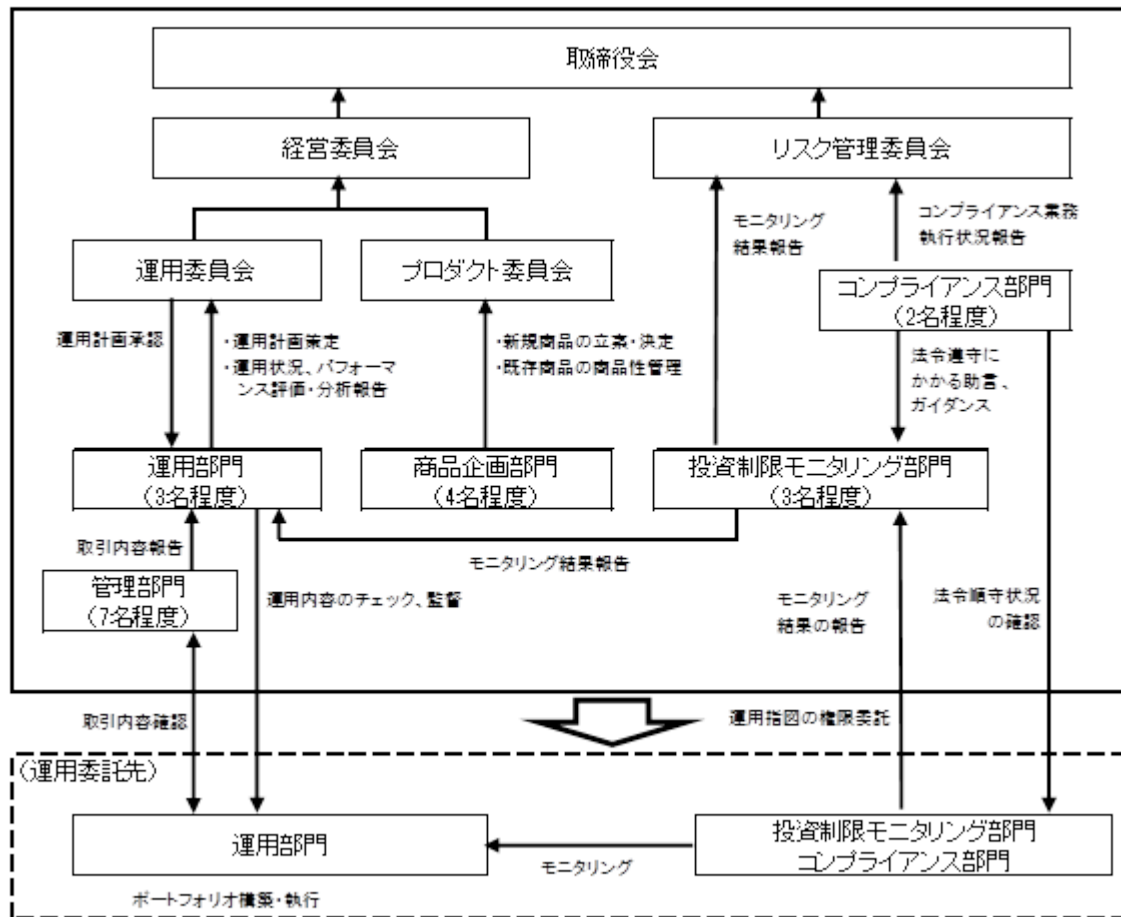 取締役会
経営委員会
リスク管理委員会
モニタリング
結果報告
コンプライアンス業務
執行状況報告
運用委員会
プロダクト委員会
コンプライアンス部門
(2名程度)
運用計画承認
・運用計画策定
・運用状況、パフォーマ
ンス評価・分析報告
・新規商品の立案・決定
・既存商品の商品性管理
法令遵守に
かかる助言、
ガイダンス
運用部門
(3名程度)
商品企画部門
(4名程度)
投資制限モニタリング部門
(3名程度)
取引内容報告
モニタリング結果報告
管理部門
(7名程度)
運用内容のチェック、監督
モニタリング
結果の報告
法令順守状況
の確認
取引内容確認
運用指図の権限委託
(運用委託先)
運用部門
モニタリング
投資制限モニタリング部門
コンプライアンス部門
ポートフォリオ構築・執行